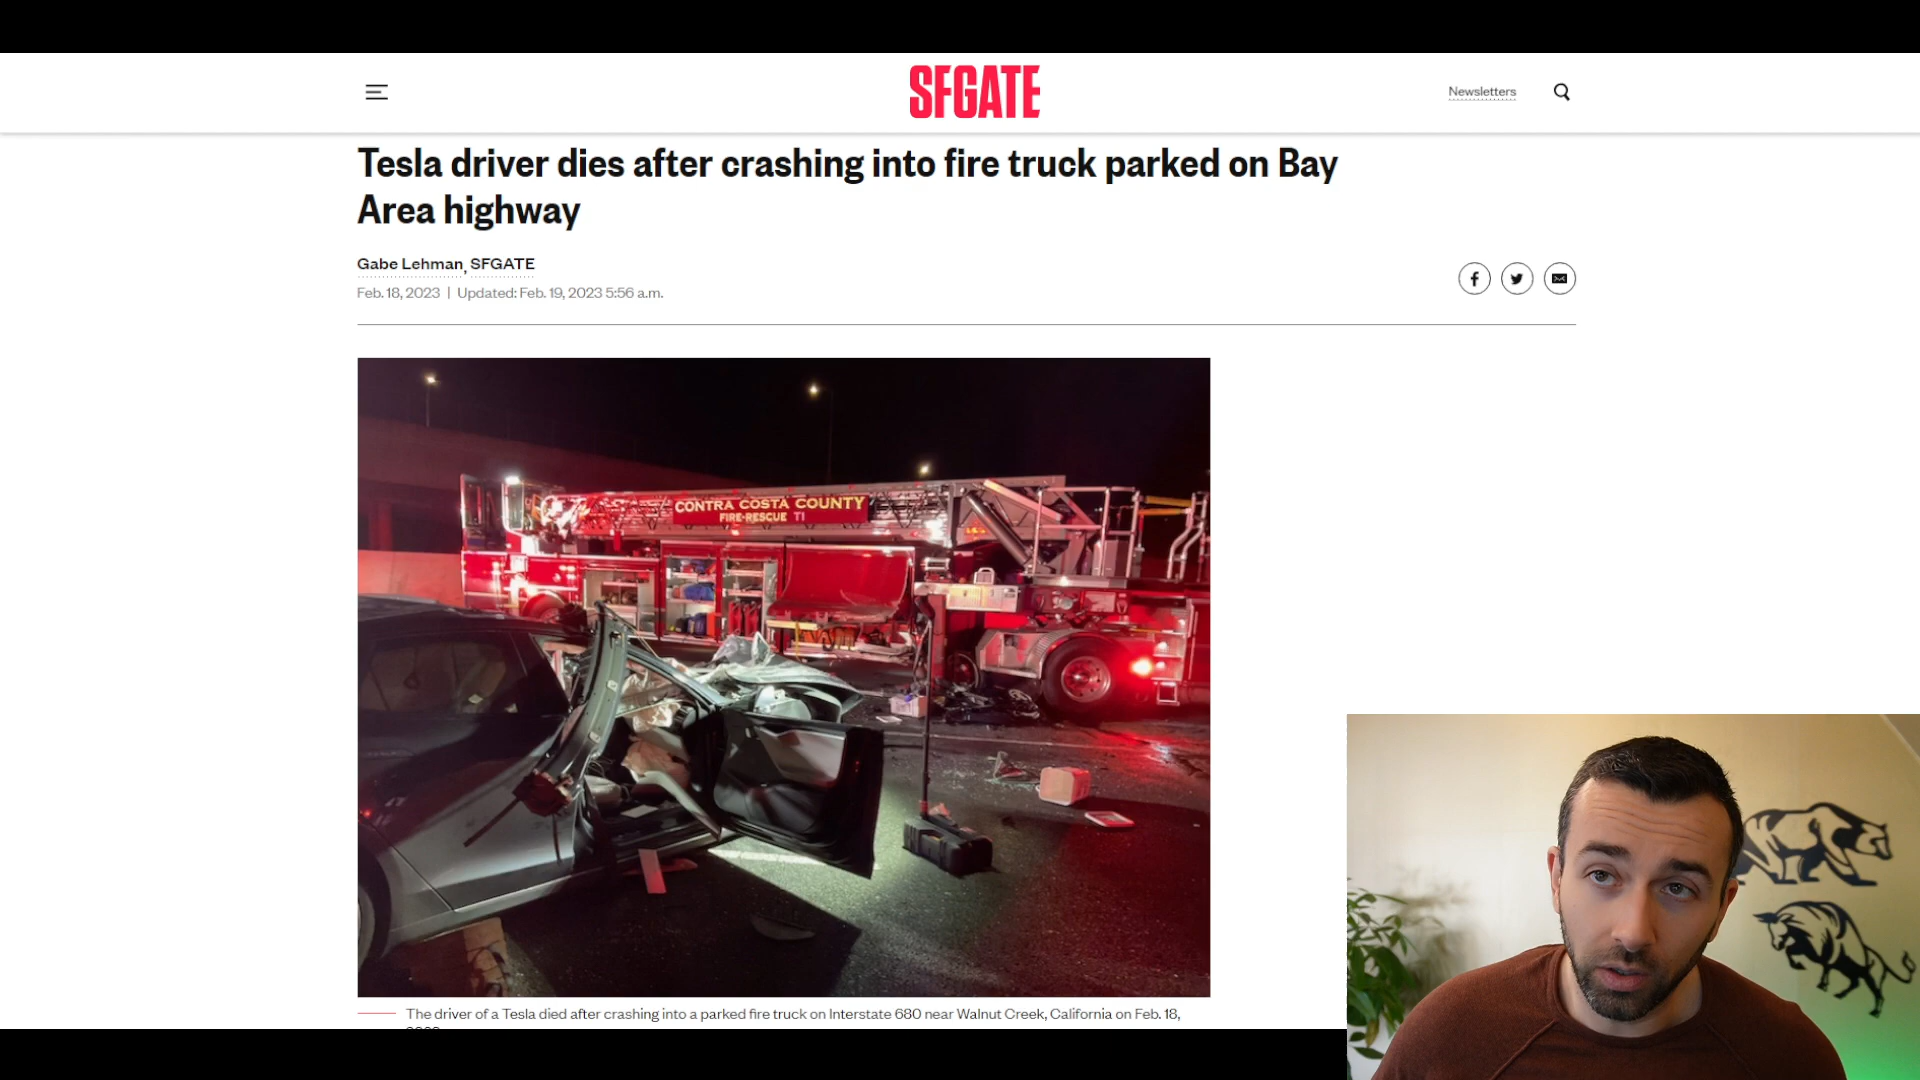 SFGATE
Newsletters
Tesla driver dies after crashing into fire truck parked on Bay
Area highway
Gabe Lehman, SFGATE
Feb. 18, 2023 | Updated: Feb. 19, 2023 5:56 a.m.
CONTRA COSTA COUNTY
FIRE-RESCUE T1
The driver of a Tesla died after crashing into a parked fire truck on Interstate 680 near Walnut Creek, California on Feb. 18,